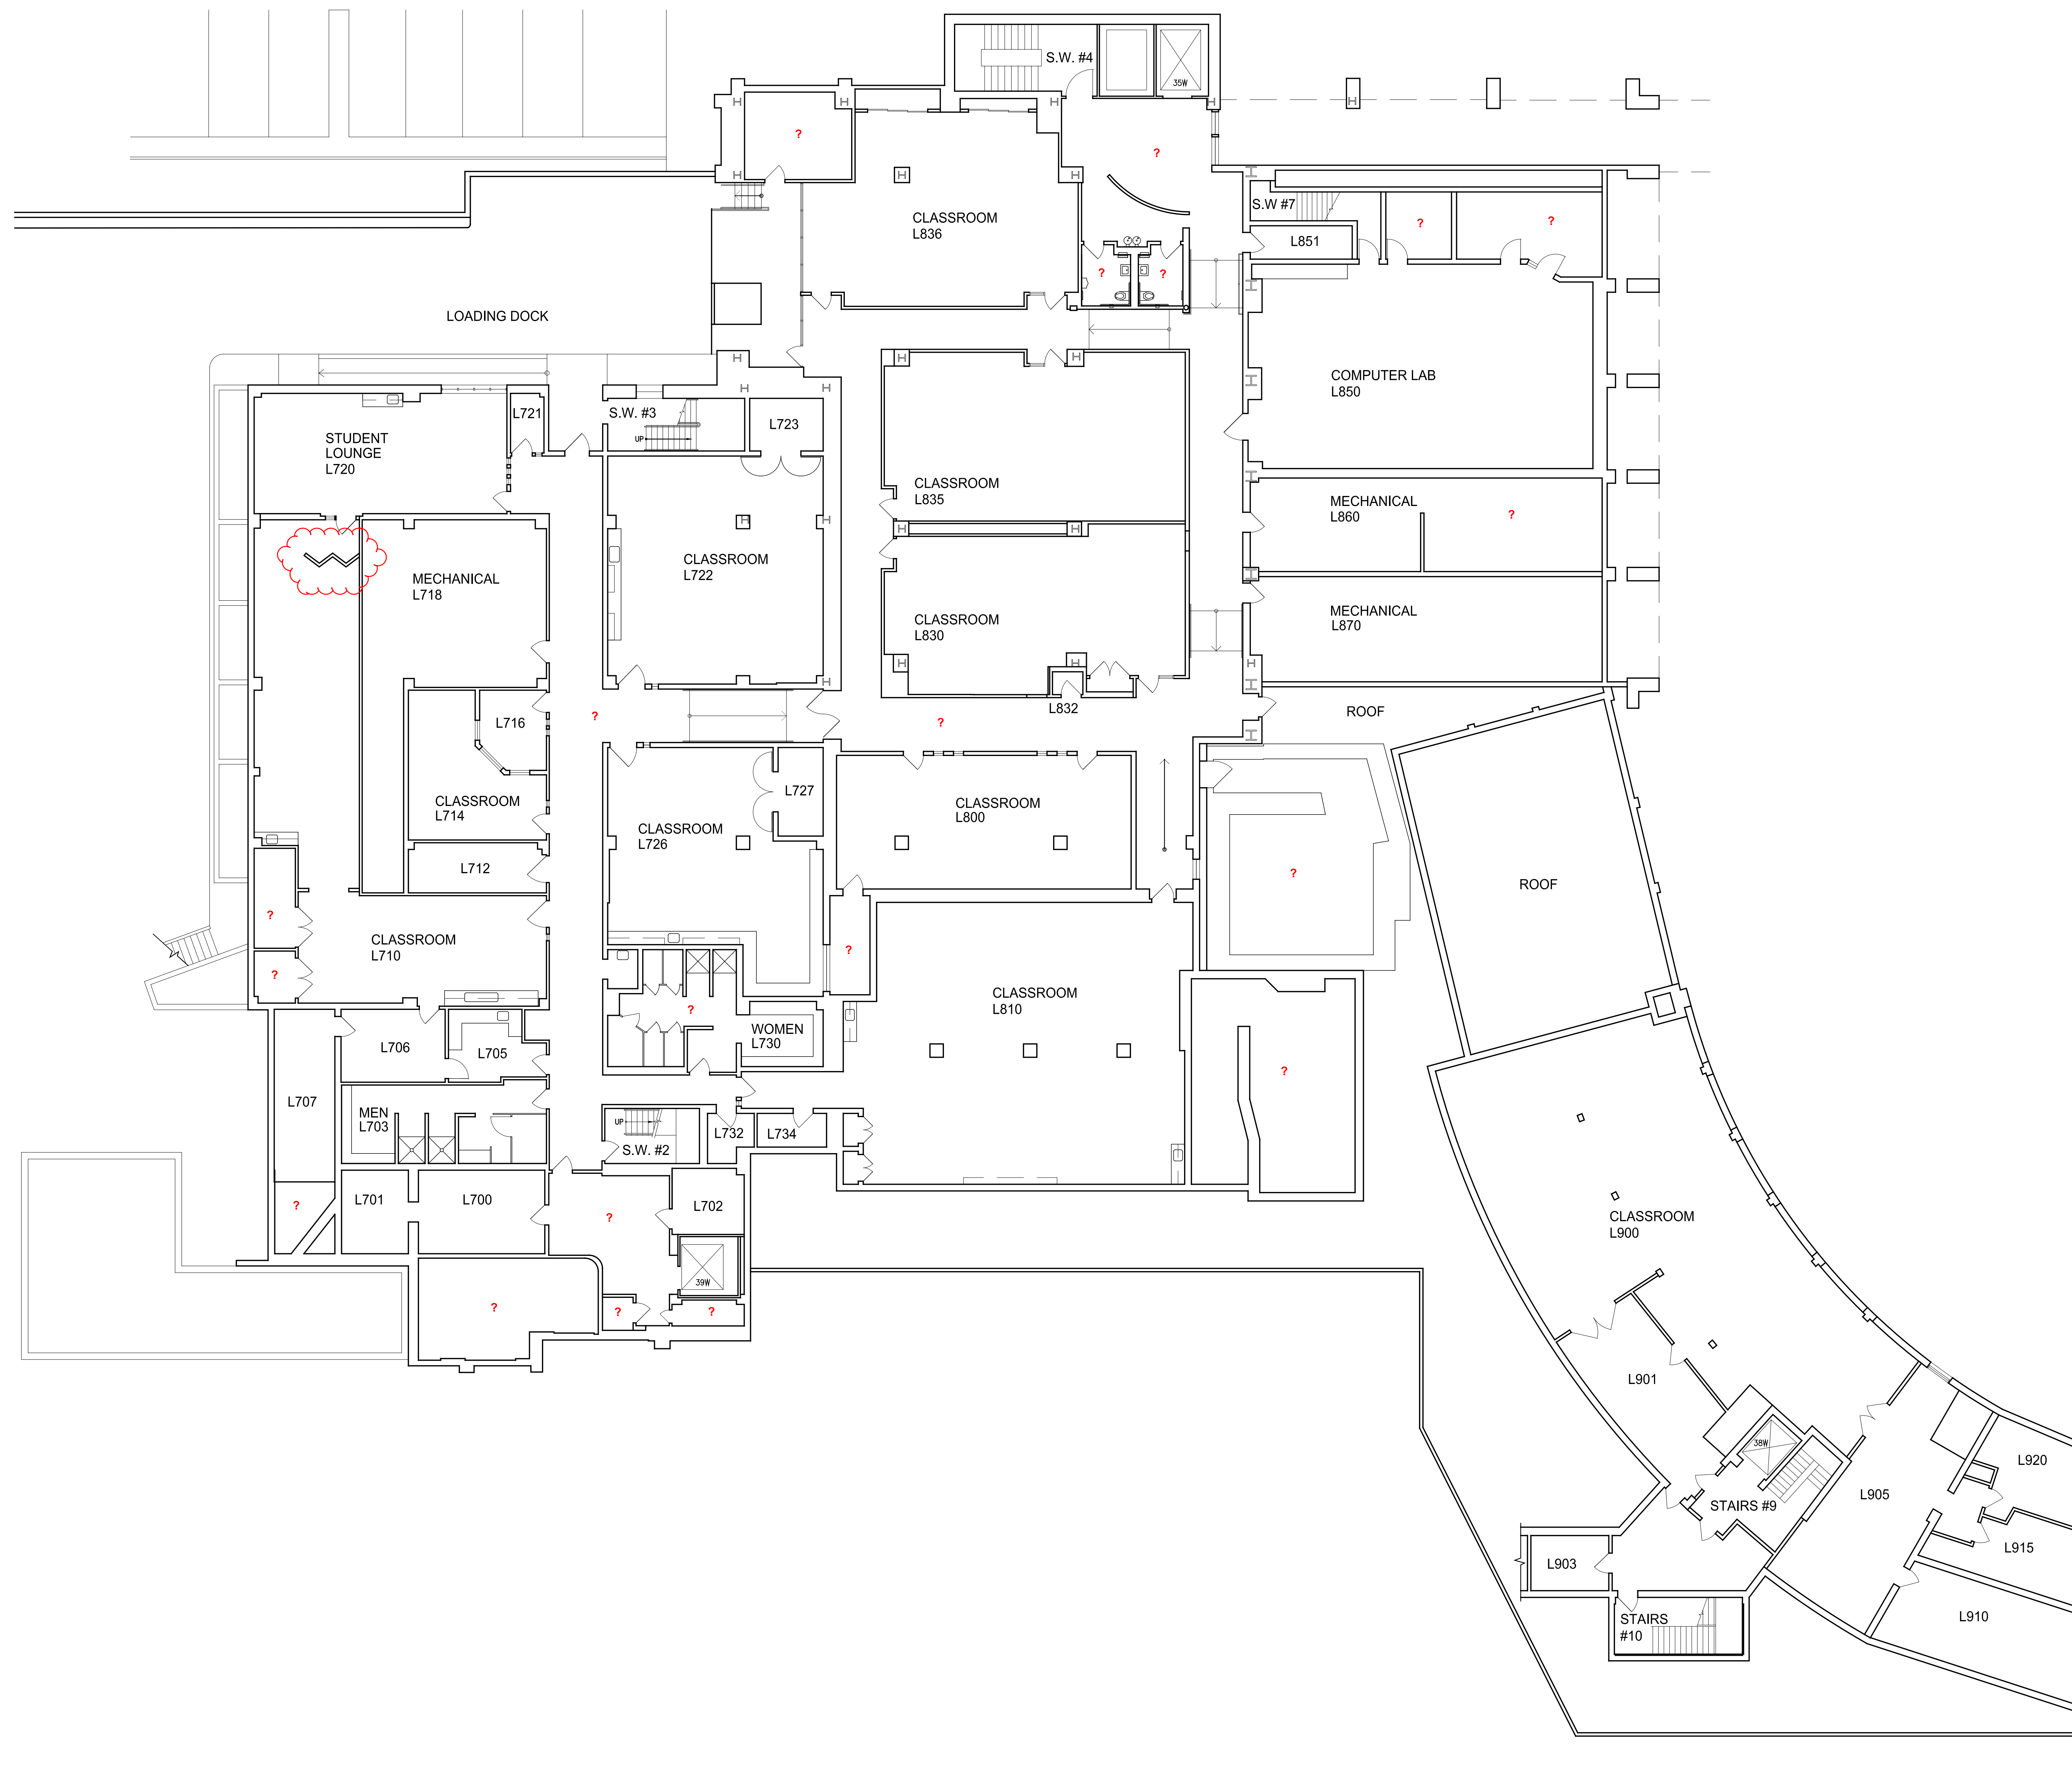 S.W. #4
35W
?
?
S.W #7
?
?
CLASSROOM
L836
L851
?
?
LOADING DOCK
COMPUTER LAB
L850
L721
S.W. #3
UP
L723
STUDENT
LOUNGE
L720
CLASSROOM
L835
MECHANICAL
L860
?
CLASSROOM
L722
MECHANICAL
L718
CLASSROOM
L830
MECHANICAL
L870
L832
ROOF
L716
?
?
L727
CLASSROOM
L714
CLASSROOM
L800
CLASSROOM
L726
L712
?
ROOF
?
CLASSROOM
L710
?
?
CLASSROOM
L810
?
WOMEN
L730
L706
L705
?
L707
MEN
L703
UP
S.W. #2
L732
L734
?
L701
L700
L702
?
39W
?
?
?
CLASSROOM
L900
L901
38W
STAIRS #9
L905
L920
L915
L903
L910
STAIRS
#10